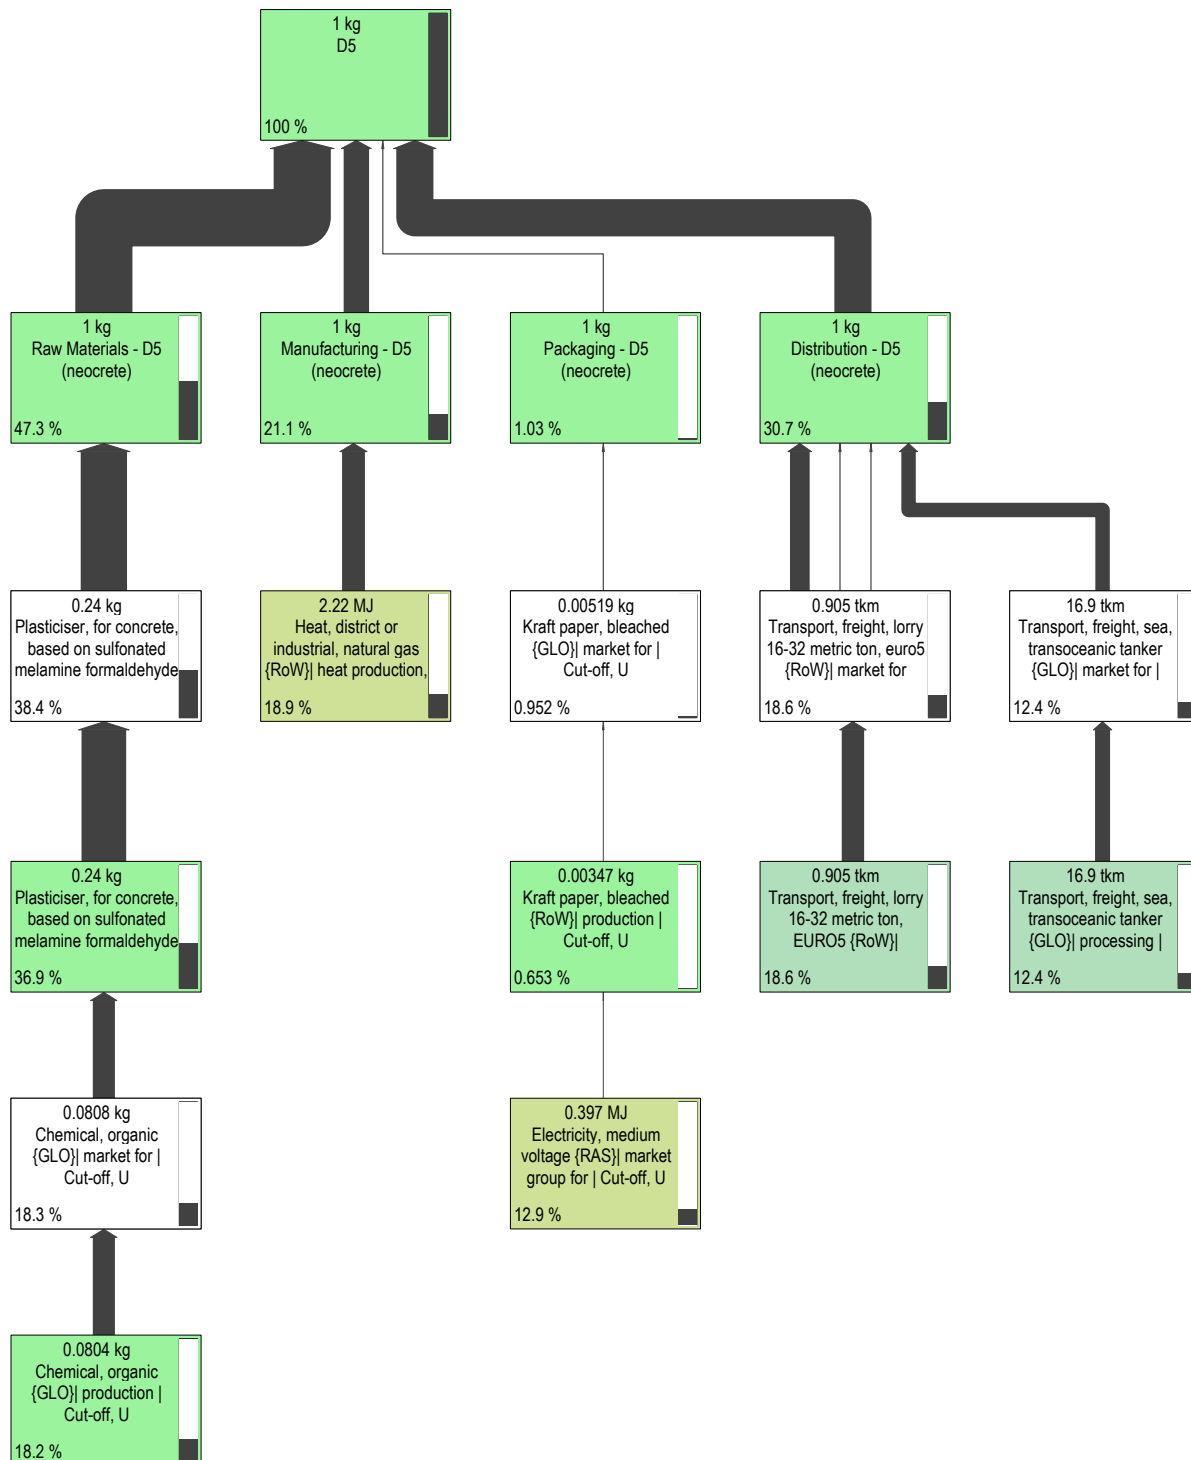 1 kg
D5
100 %
1 kg
Raw Materials - D5
(neocrete)
47.3 %
1 kg
Manufacturing - D5
(neocrete)
21.1 %
1 kg
Packaging - D5
(neocrete)
1.03 %
1 kg
Distribution - D5
(neocrete)
30.7 %
0.24 kg
Plasticiser, for concrete,
based on sulfonated
melamine formaldehyde
38.4 %
2.22 MJ
Heat, district or
industrial, natural gas
{RoW}| heat production,
18.9 %
0.00519 kg
Kraft paper, bleached
{GLO}| market for |
Cut-off, U
0.952 %
0.905 tkm
Transport, freight, lorry
16-32 metric ton, euro5
{RoW}| market for
18.6 %
16.9 tkm
Transport, freight, sea,
transoceanic tanker
{GLO}| market for |
12.4 %
0.24 kg
Plasticiser, for concrete,
based on sulfonated
melamine formaldehyde
36.9 %
0.00347 kg
Kraft paper, bleached
{RoW}| production |
Cut-off, U
0.653 %
0.905 tkm
Transport, freight, lorry
16-32 metric ton,
EURO5 {RoW}|
18.6 %
16.9 tkm
Transport, freight, sea,
transoceanic tanker
{GLO}| processing |
12.4 %
0.0808 kg
Chemical, organic
{GLO}| market for |
Cut-off, U
18.3 %
0.397 MJ
Electricity, medium
voltage {RAS}| market
group for | Cut-off, U
12.9 %
0.0804 kg
Chemical, organic
{GLO}| production |
Cut-off, U
18.2 %